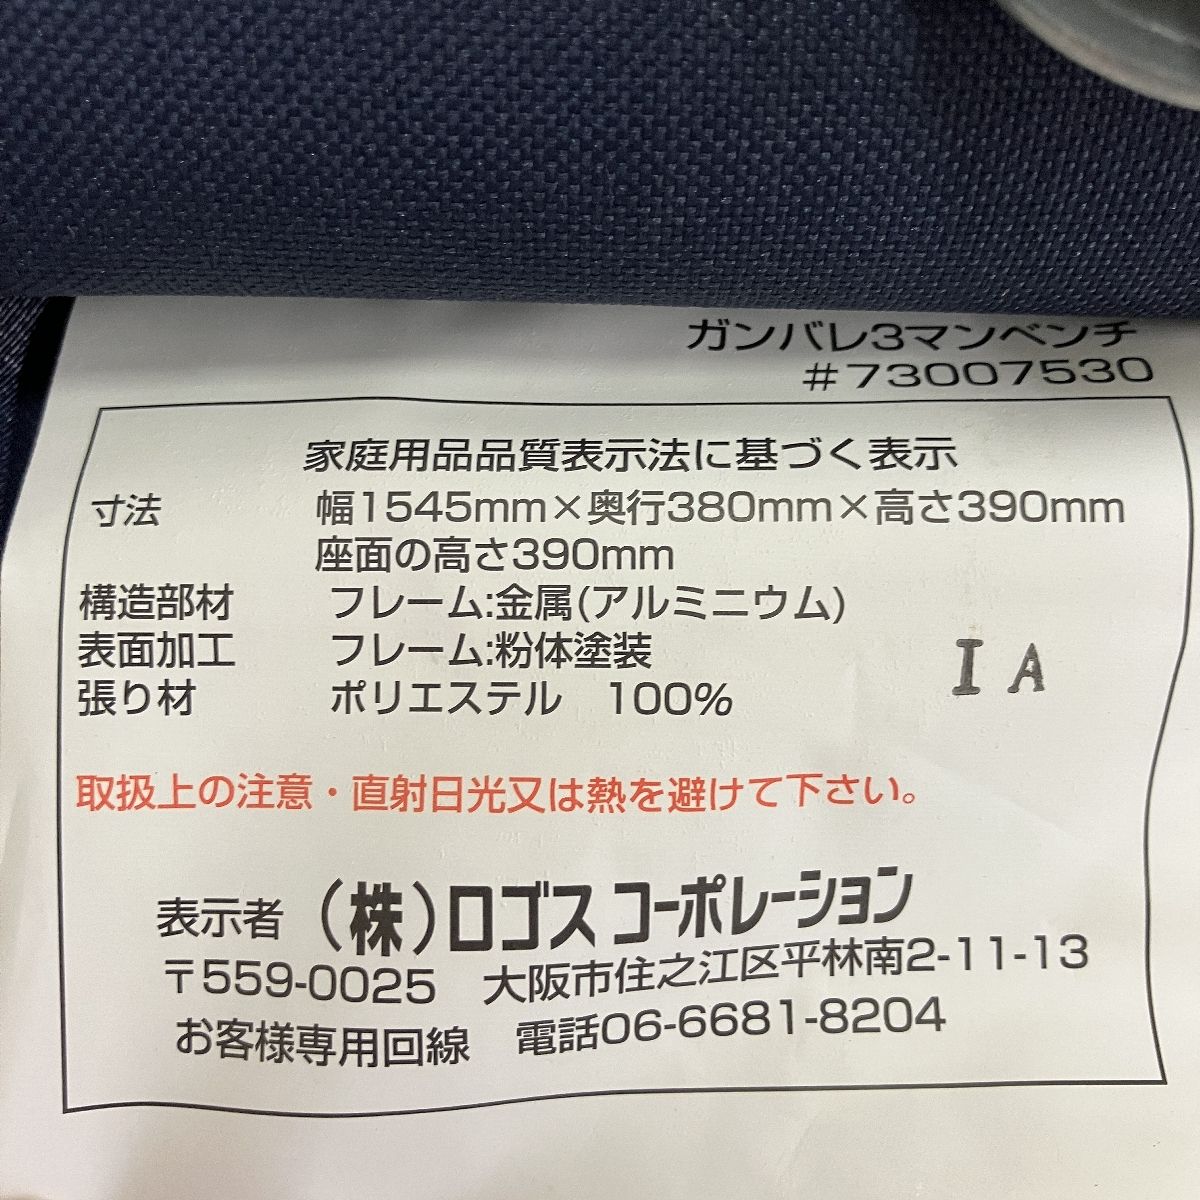 ガンバレ3マンベンチ
#73007530
家庭用品品質表示法に基づく表示
寸法 幅1545mm×奥行380mm×高さ390mm
座面の高さ390mm
構造部材 フレーム:金属(アルミニウム)
表面加工 フレーム:粉体塗装
張り材 ポリエステル 100%
IA
取扱上の注意・直射日光又は熱を避けて下さい。
表示者 (株)ロゴス コーポレーション
〒559-0025 大阪市住之江区平林南2-11-13
お客様専用回線 電話06-6681-8204